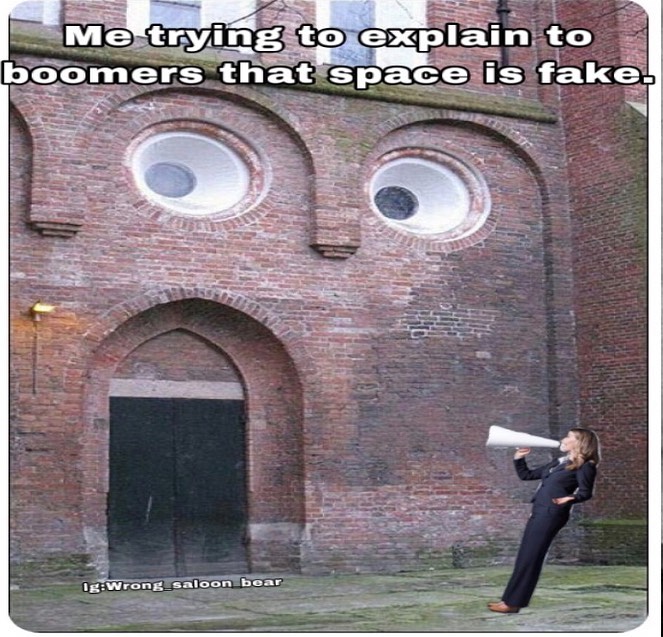 Me trying to explain to
boomers that space is fake.
ig:Wrong_saloon_bear